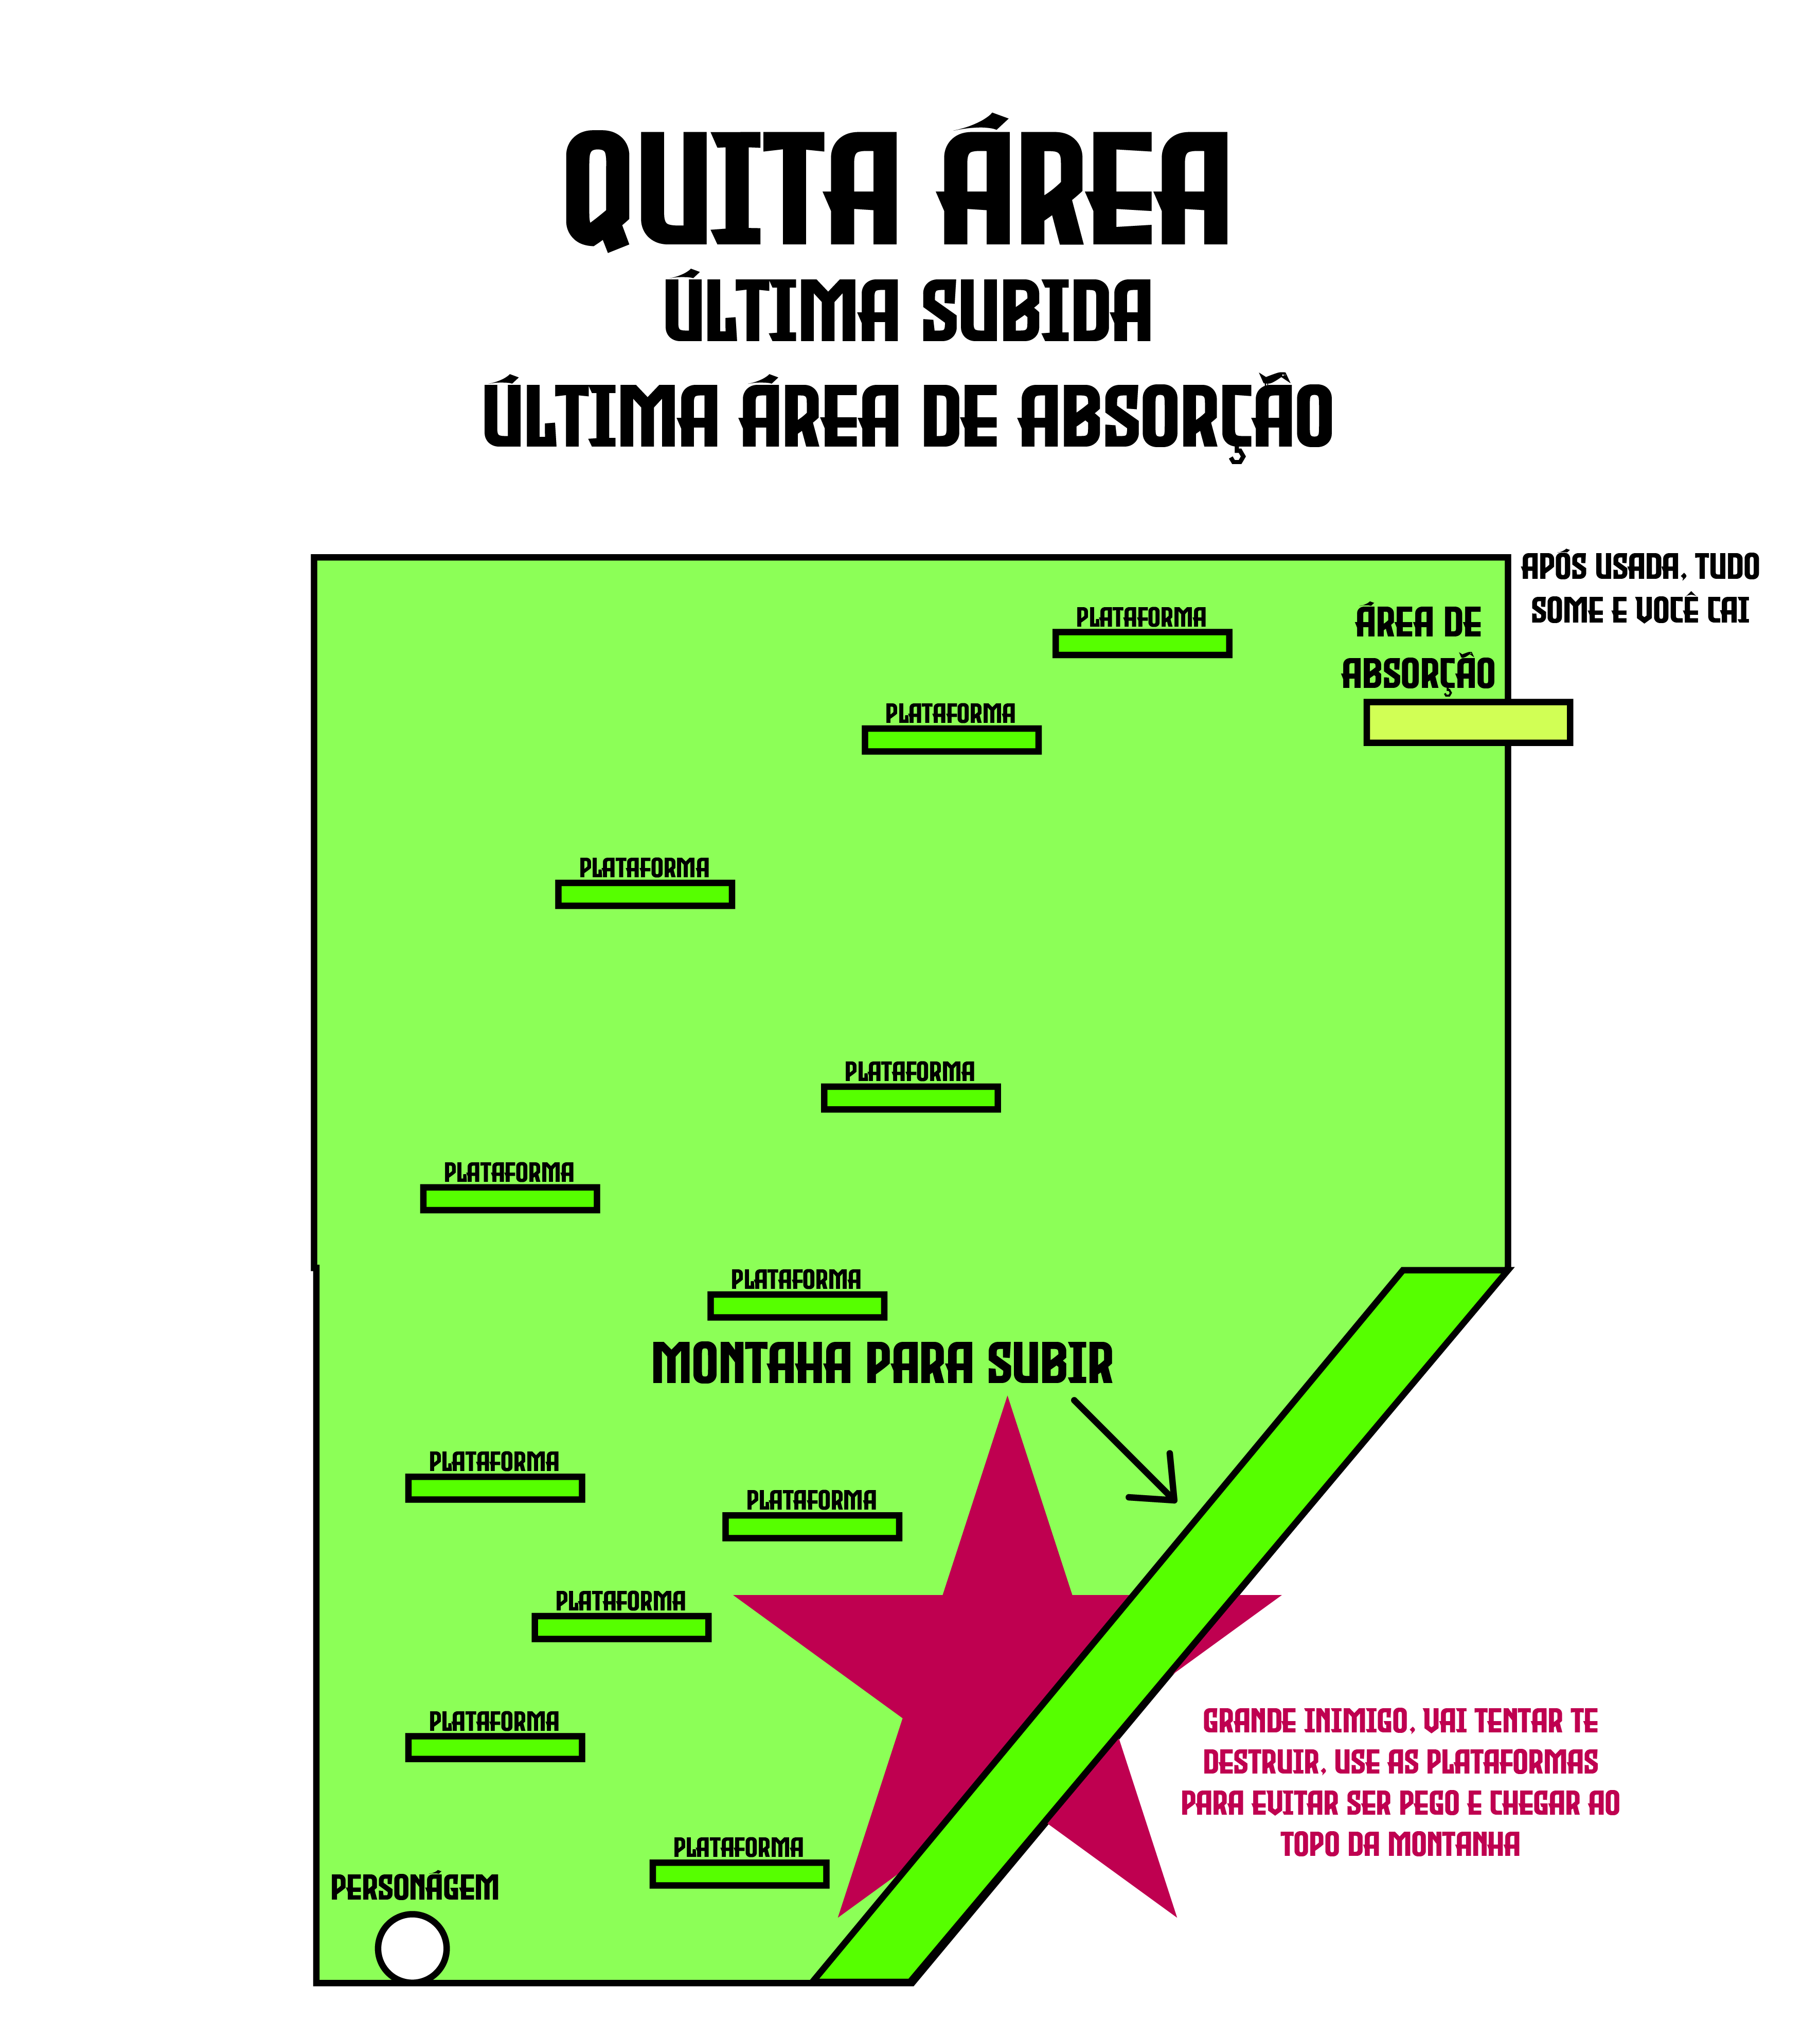 QUITA ÁREA
ÚLTIMA SUBIDA
ÚLTIMA ÁREA DE ABSORÇÃO
APÓS USADA, TUDO
SOME E VOCÊ CAI
PLATAFORMA
ÁREA DE
ABSORÇÃO
PLATAFORMA
PLATAFORMA
PLATAFORMA
PLATAFORMA
PLATAFORMA
MONTAHA PARA SUBIR
PLATAFORMA
PLATAFORMA
PLATAFORMA
PLATAFORMA
GRANDE INIMIGO, VAI TENTAR TE
DESTRUIR, USE AS PLATAFORMAS
PARA EVITAR SER PEGO E CHEGAR AO
TOPO DA MONTANHA
PLATAFORMA
PERSONÁGEM